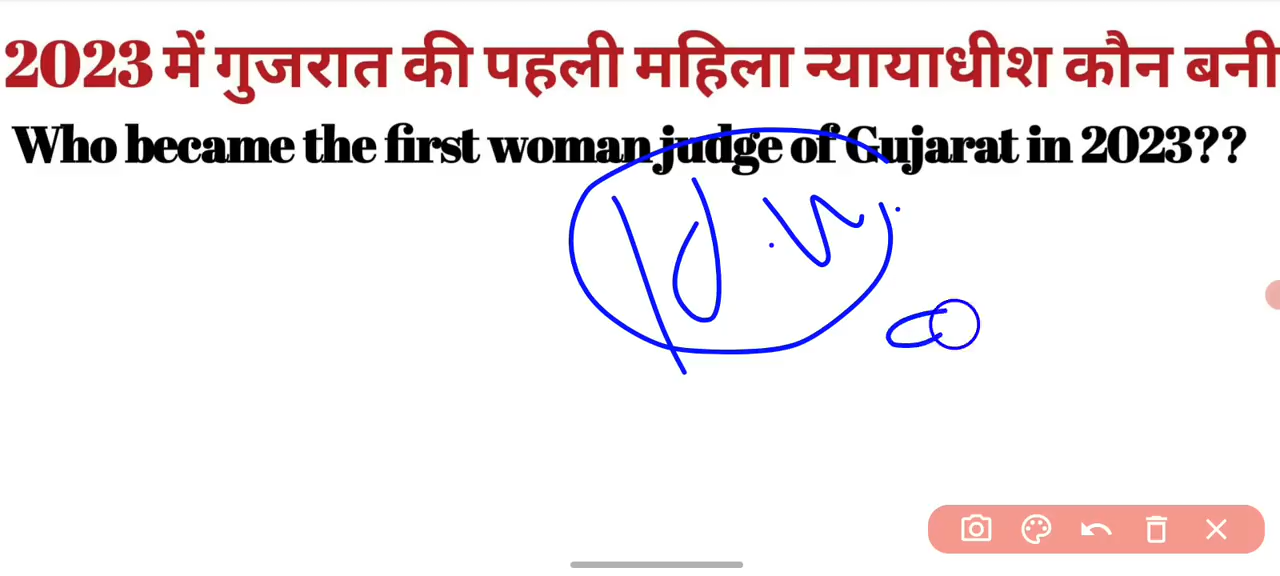 2023 में गुजरात की पहली महिला न्यायाधीश कौन बनी
Who became the first woman judge of Gujarat in 2023??